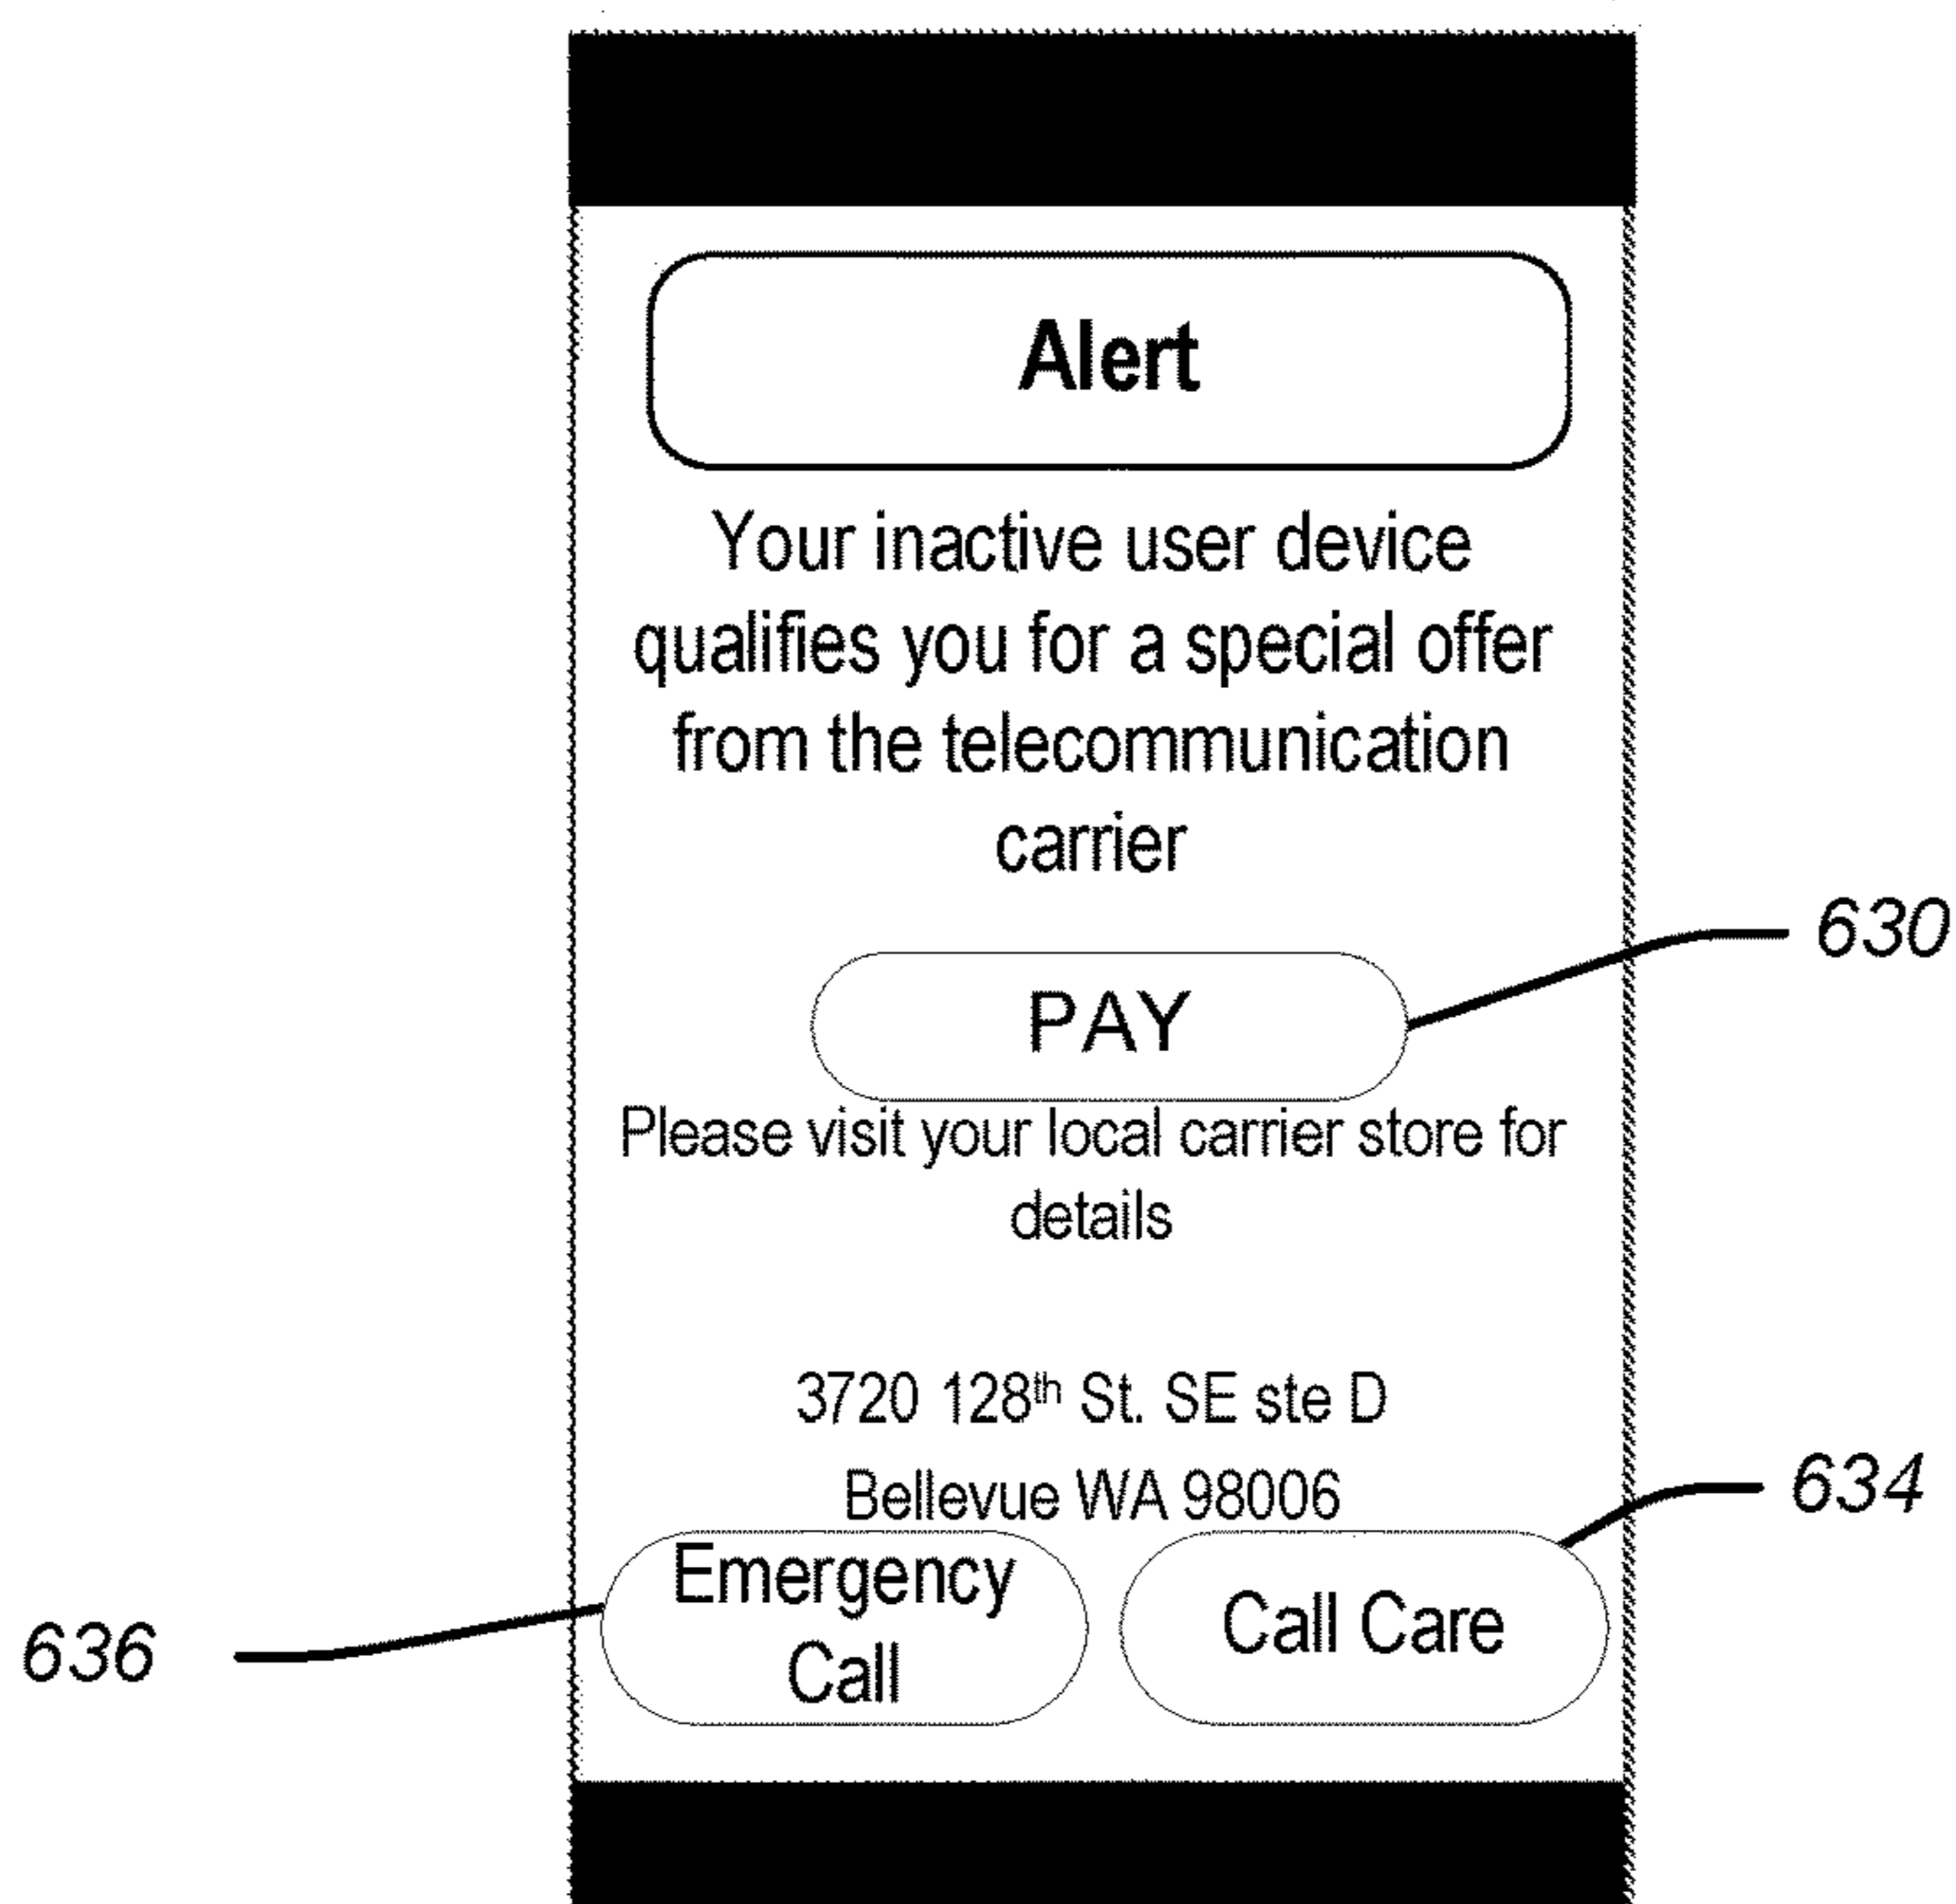 Alert
Your inactive user device
qualifies you for a special offer
from the telecommunication
carrier
630
PAY
Please visit your local carrier store for
details
3720 128th St. SE ste D
Bellevue WA 98006
634
Emergency
Call
Call Care
636